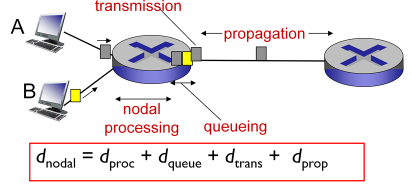 transmission
A
propagation
B
nodal
processing
queueing
d_nodal = d_proc + d_queue + d_trans + d_prop